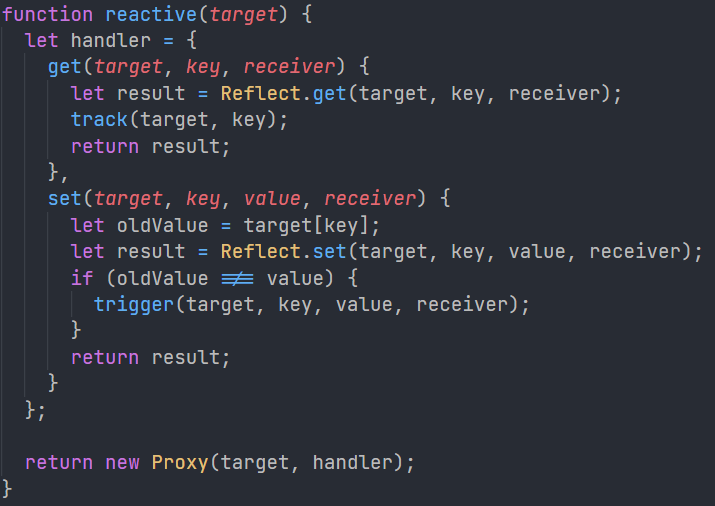 function reactive(target) {
  let handler = {
    get(target, key, receiver) {
      let result = Reflect.get(target, key, receiver);
      track(target, key);
      return result;
    },
    set(target, key, value, receiver) {
      let oldValue = target[key];
      let result = Reflect.set(target, key, value, receiver);
      if (oldValue !== value) {
        trigger(target, key, value, receiver);
      }
      return result;
    }
  };

  return new Proxy(target, handler);
}